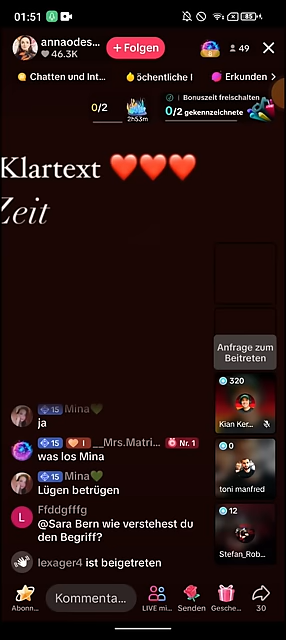 01:51
85
annaodes...
46.3K
+ Folgen
49
Chatten und Int...
öchentliche
Erkunden
0/2
2h53m
Bonuszeit freischalten
0/2 gekennzeichnete
Klartext ❤️❤️❤️
Zeit
Anfrage zum
Beitreten
320
Kian Ker...
0
toni manfred
12
Stefan_Rob...
15 Mina💚
ja
15 I __Mrs.Matri... Nr. 1
was los Mina
15 Mina💚
Lügen betrügen
L
Ffddgfffg
@Sara Bern wie verstehst du
den Begriff?
lexager4 ist beigetreten
Abonn...
Kommenta...
LIVE mi...
Senden
Gesche...
30